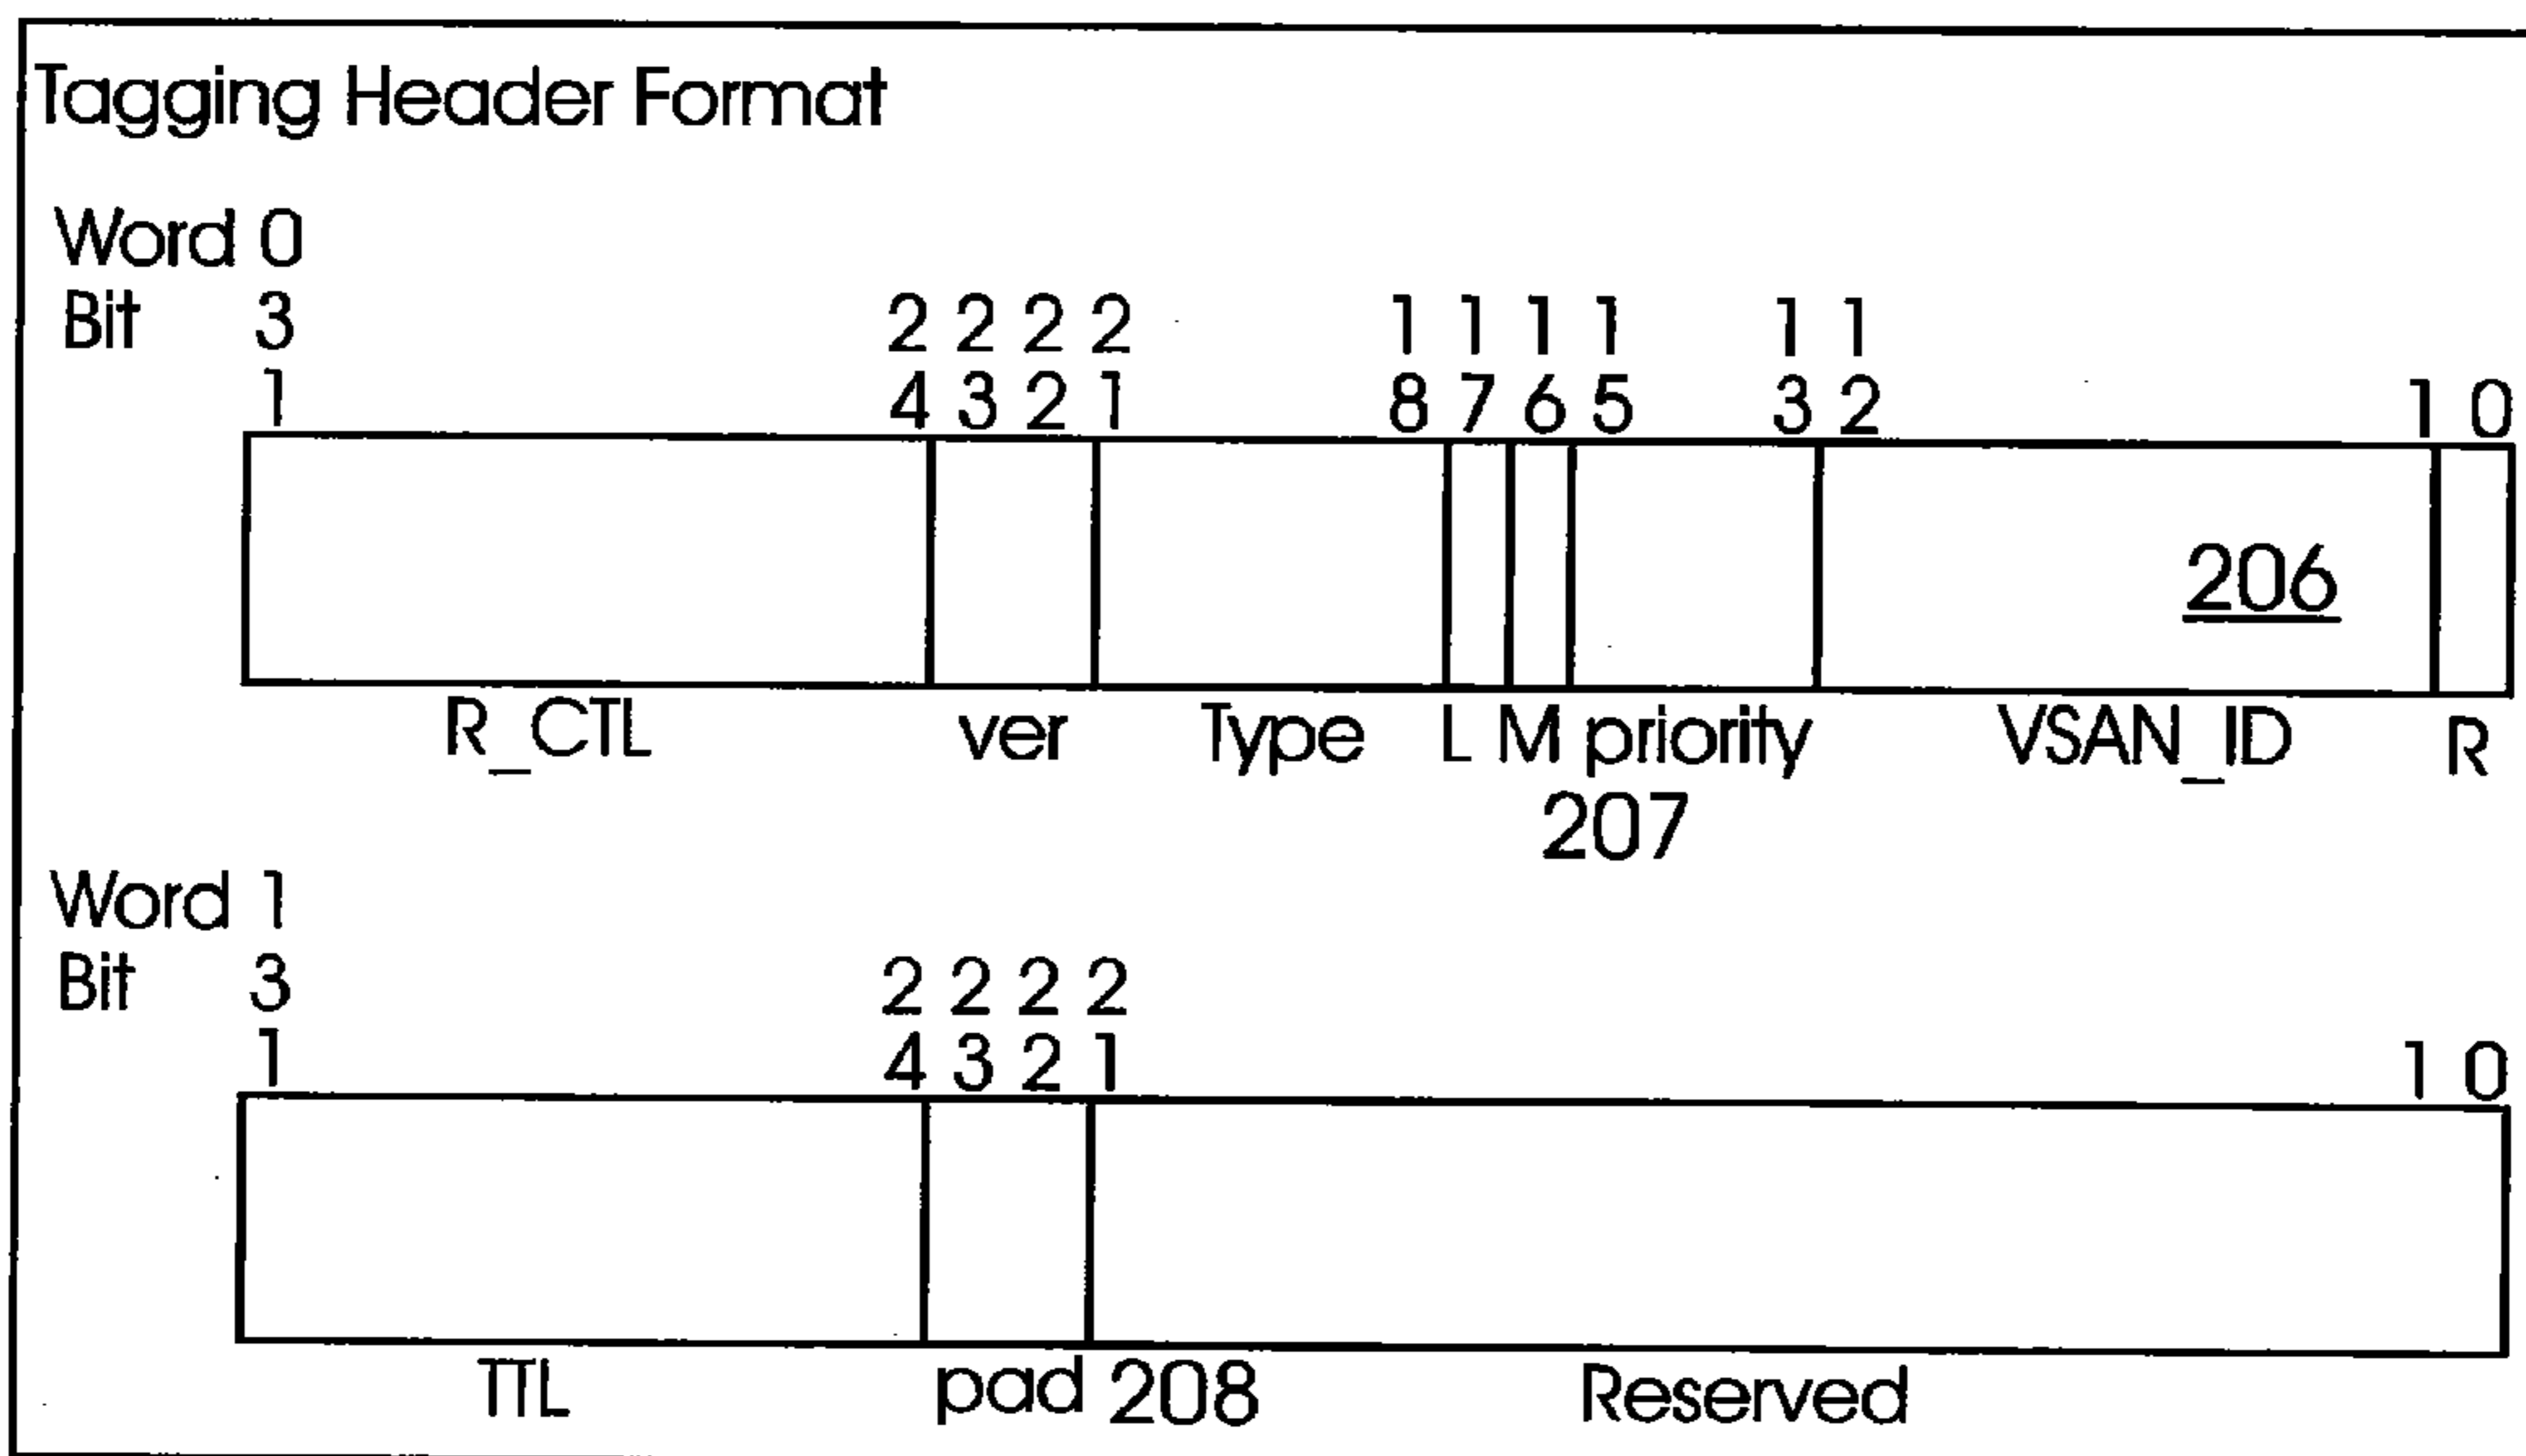 Tagging Header Format
Word 0
Bit 3 2 2 2 2 1 1 1 1 1 1
1 4 3 2 1 8 7 6 5 3 2 1 0
206
R_CTL ver Type L M priority VSAN_ID R
207
Word 1
Bit 3 2 2 2 2
1 4 3 2 1 1 0
TTL pad 208 Reserved